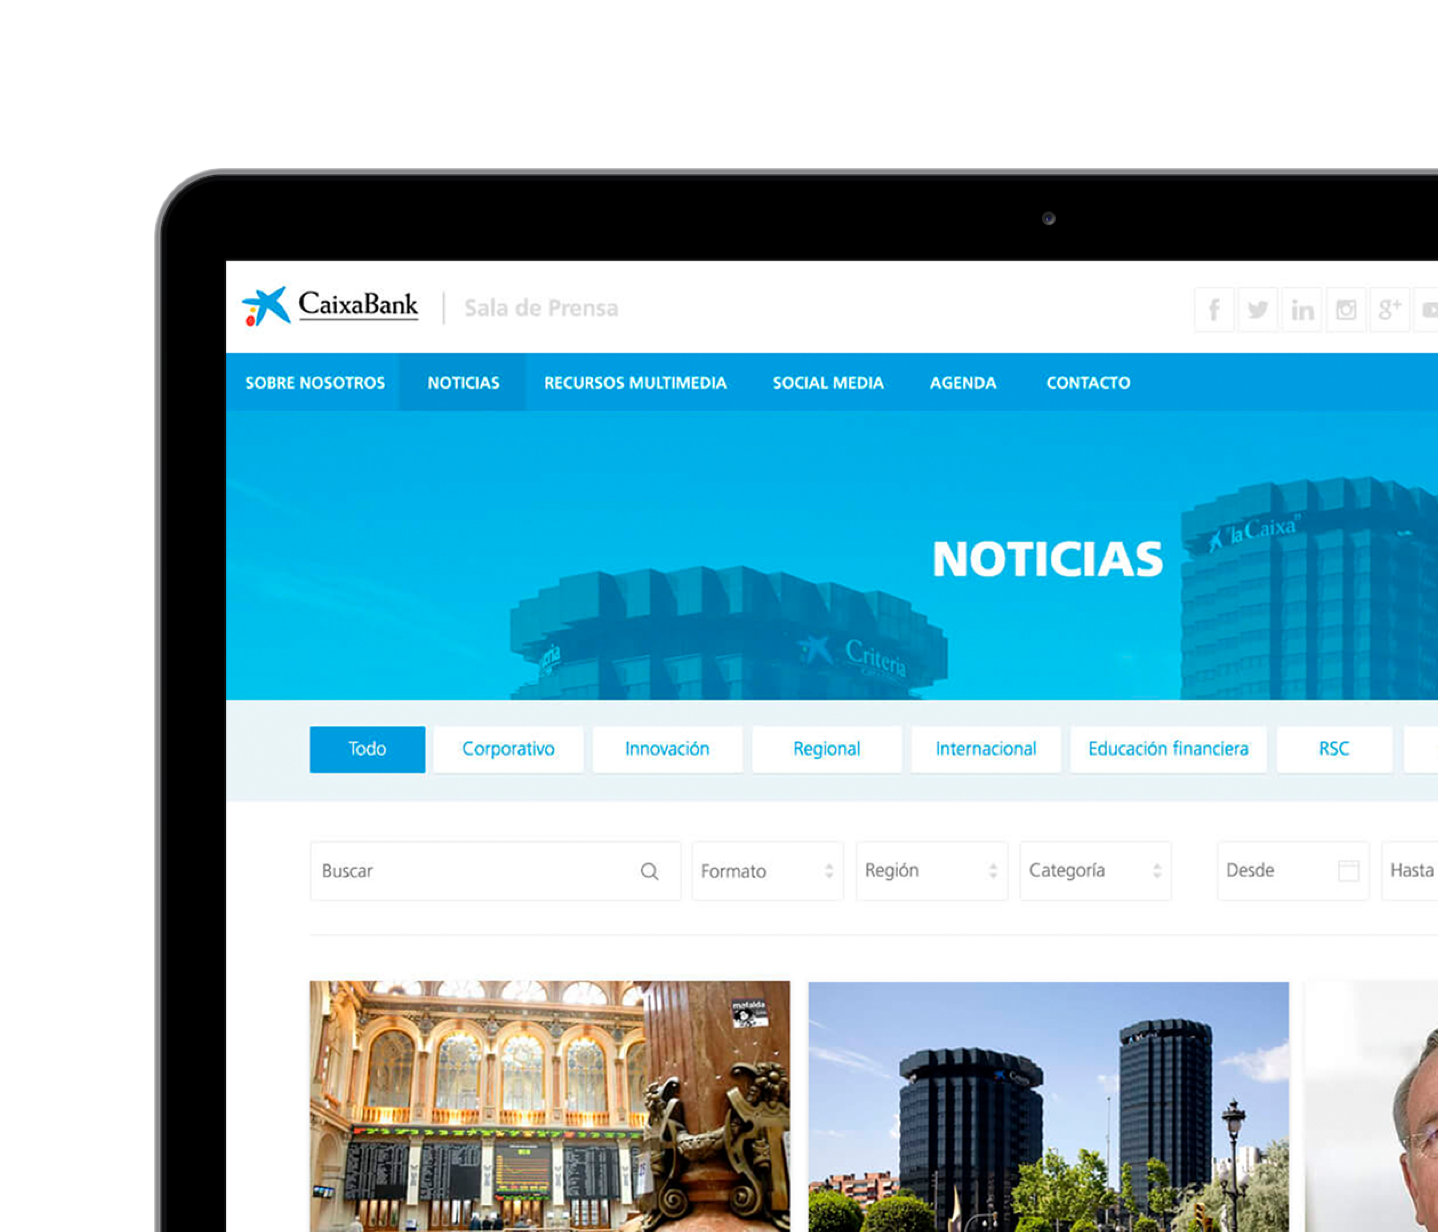 CaixaBank
Sala de Prensa
SOBRE NOSOTROS
NOTICIAS
RECURSOS MULTIMEDIA
SOCIAL MEDIA
AGENDA
CONTACTO
NOTICIAS
"la Caixa"
Criteria
Todo
Corporativo
Innovación
Regional
Internacional
Educación financiera
RSC
Buscar
Formato
Región
Categoría
Desde
Hasta
mafalda